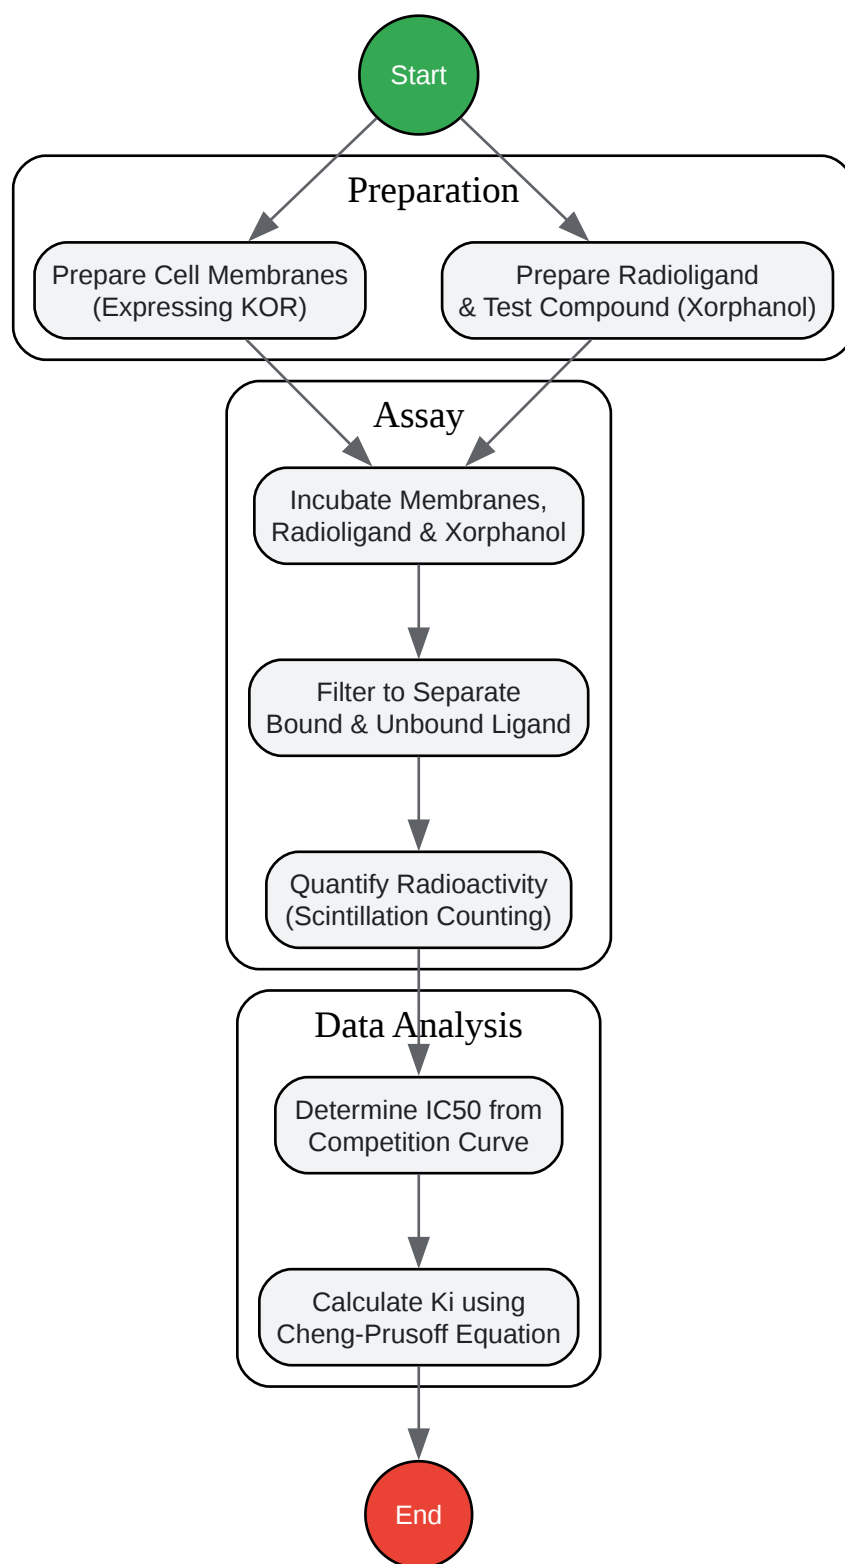 Start
Preparation
Prepare Cell Membranes
(Expressing KOR)
Prepare Radioligand
& Test Compound (Xorphanol)
Assay
Incubate Membranes,
Radioligand & Xorphanol
Filter to Separate
Bound & Unbound Ligand
Quantify Radioactivity
(Scintillation Counting)
Data Analysis
Determine IC50 from
Competition Curve
Calculate Ki using
Cheng-Prusoff Equation
End